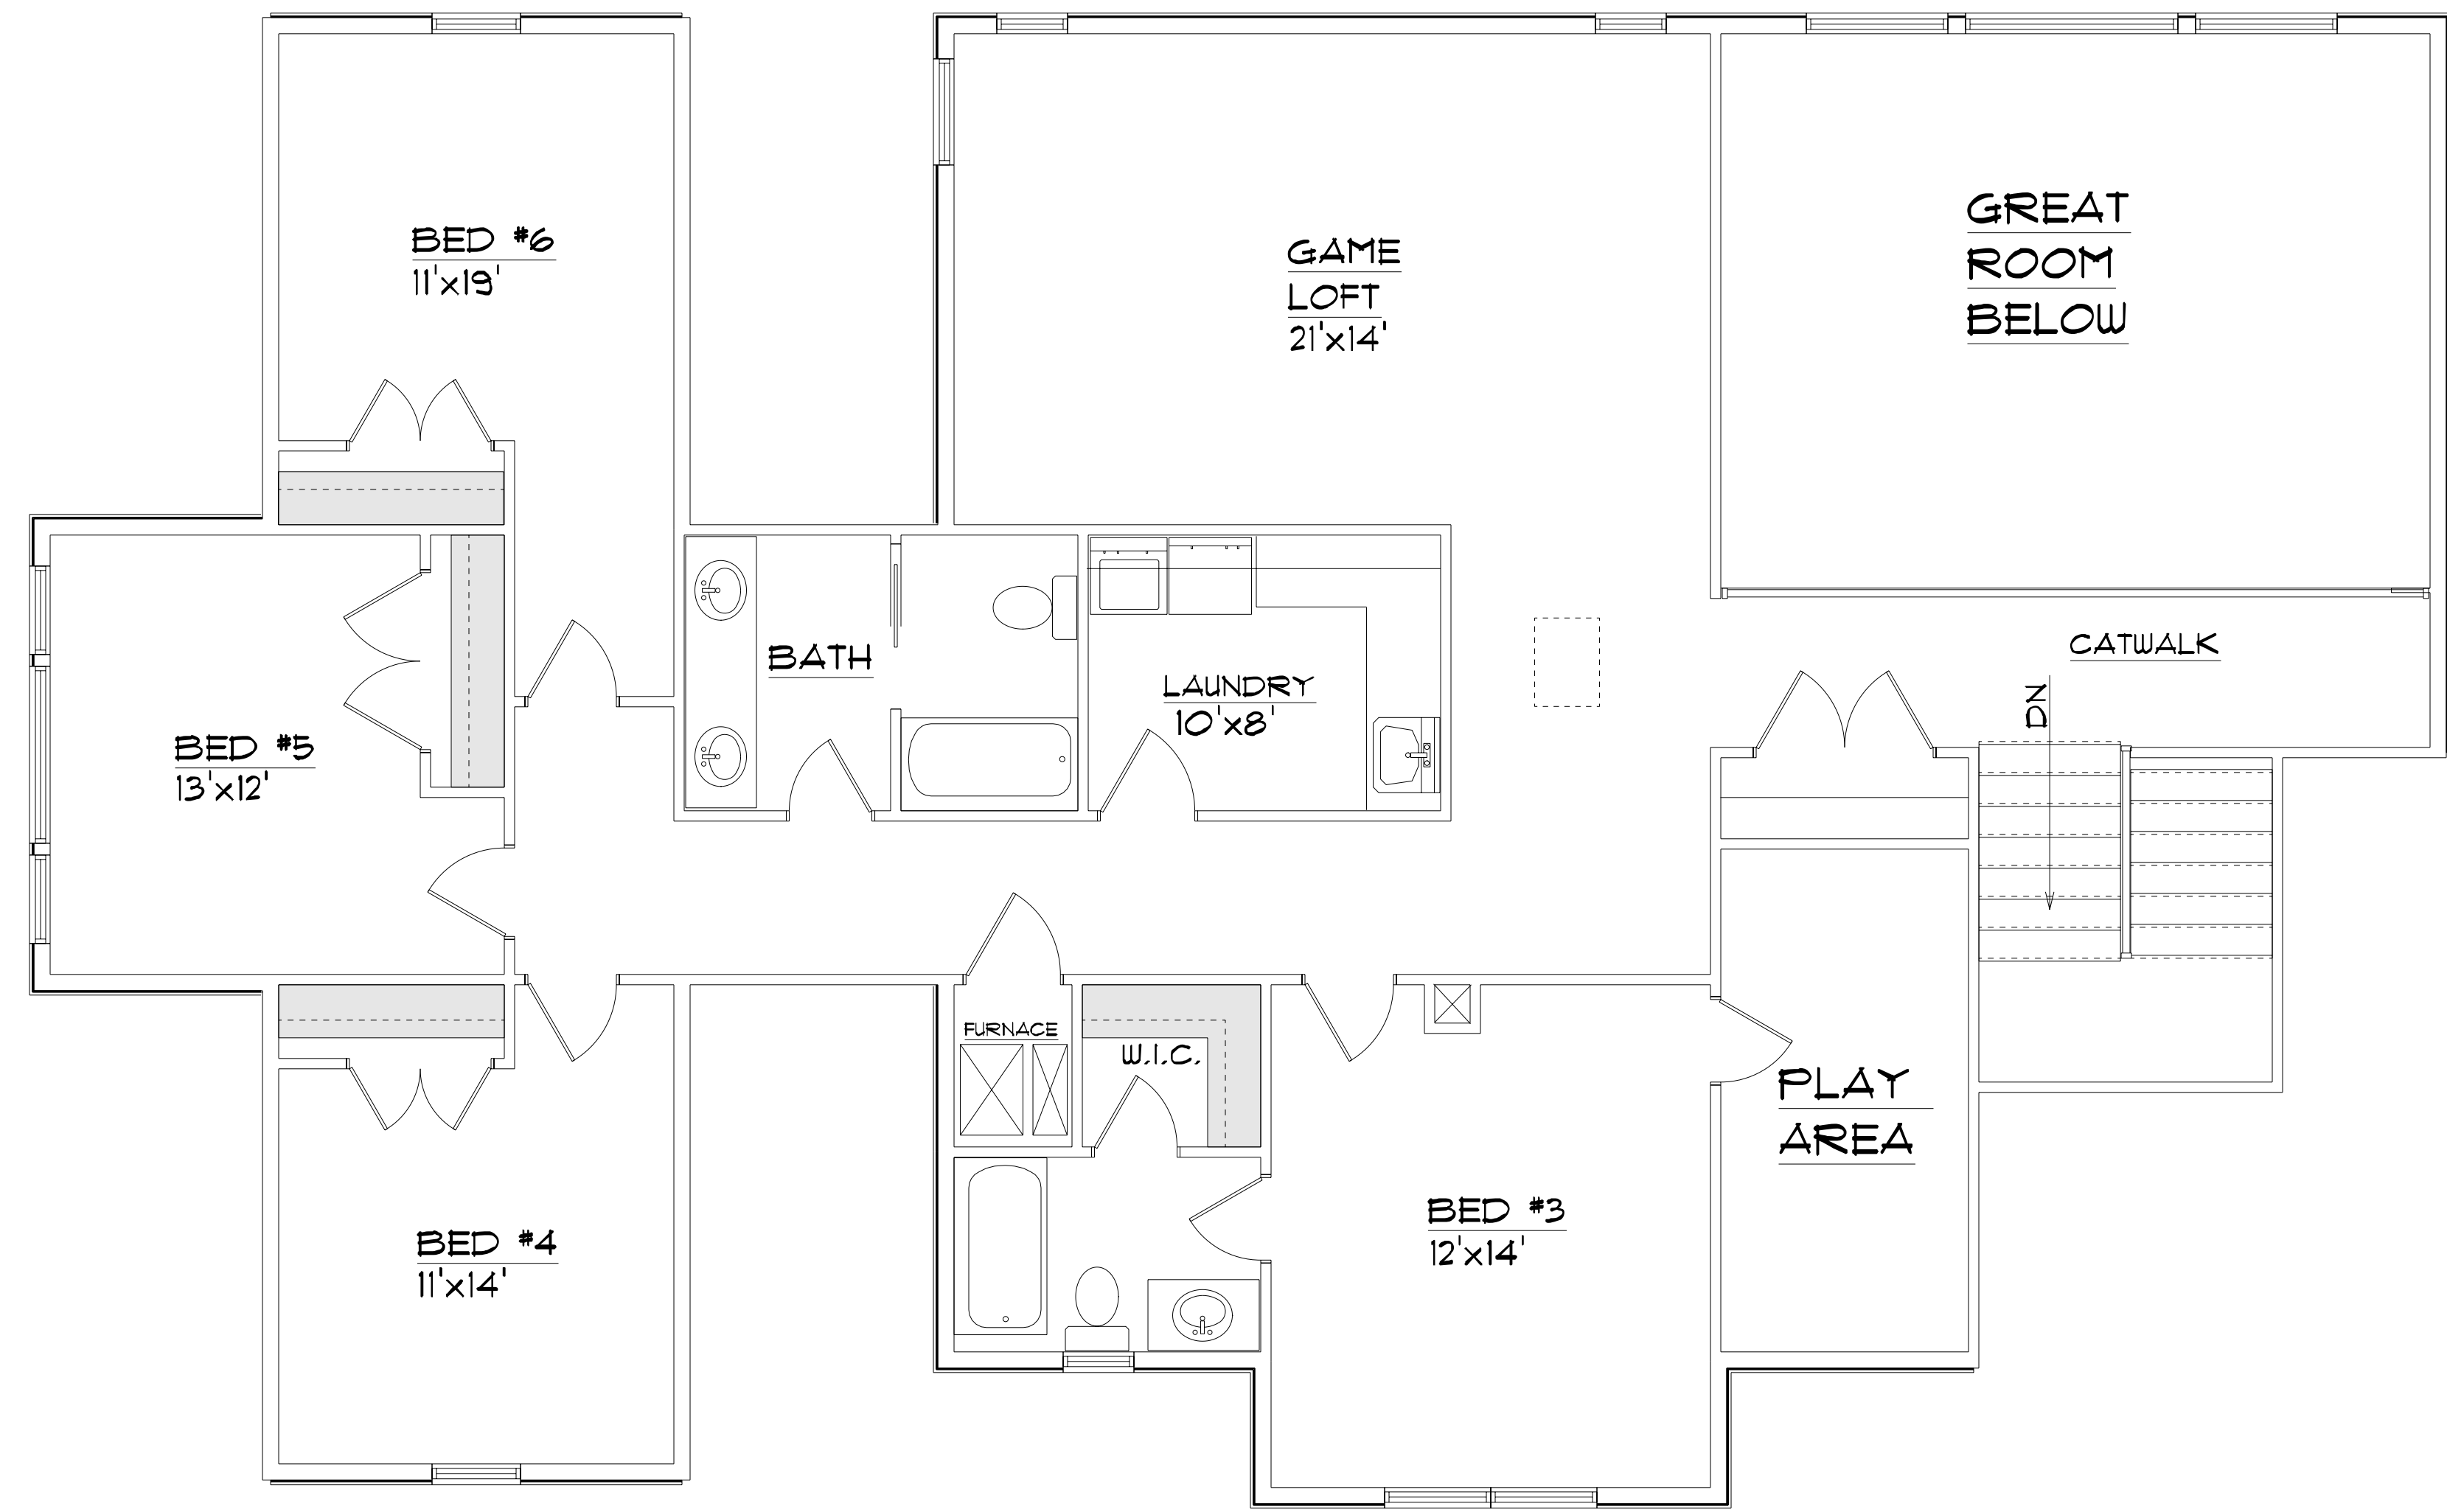 BED #6
11'x19'
GAME
LOFT
21'x14'
GREAT
ROOM
BELOW
BATH
LAUNDRY
10'x8'
CATWALK
DN
BED #5
13'x12'
FURNACE
W.I.C.
PLAY
AREA
BED #4
11'x14'
BED #3
12'x14'